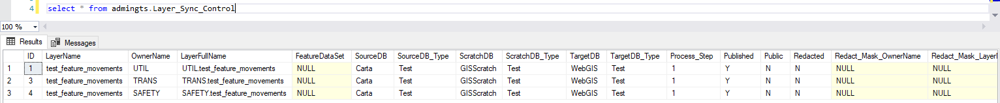 4 select * from admingts.Layer_Sync_Control
100 %
Results Messages
ID LayerName OwnerName LayerFullName FeatureDataSet SourceDB SourceDB_Type ScratchDB ScratchDB_Type TargetDB TargetDB_Type Process_Step Published Public Redacted Redact_Mask_OwnerName Redact_Mask_Layer
1 1 test_feature_movements UTIL UTIL.test_feature_movements NULL Carta Test GISScratch Test WebGIS Test 1 Y N N NULL NULL
2 3 test_feature_movements TRANS TRANS.test_feature_movements NULL Carta Test GISScratch Test WebGIS Test 1 Y N N NULL NULL
3 4 test_feature_movements SAFETY SAFETY.test_feature_movements NULL Carta Test GISScratch Test WebGIS Test 1 Y N N NULL NULL